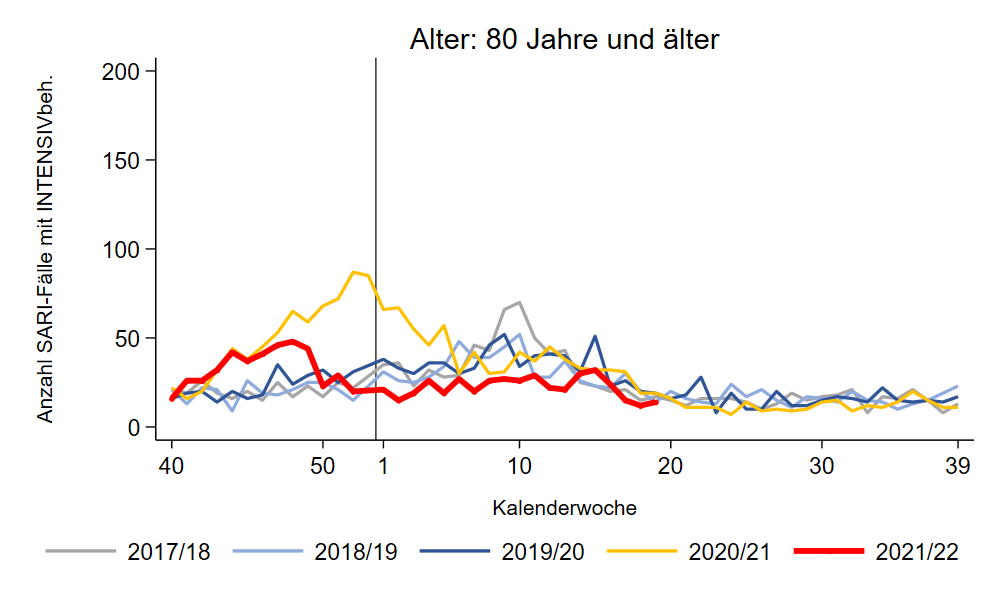 Alter: 80 Jahre und älter
Anzahl SARI-Fälle mit INTENSIVbeh.
200
150
100
50
0
40 50 1 10 20 30 39
Kalenderwoche
2017/18 2018/19 2019/20 2020/21 2021/22